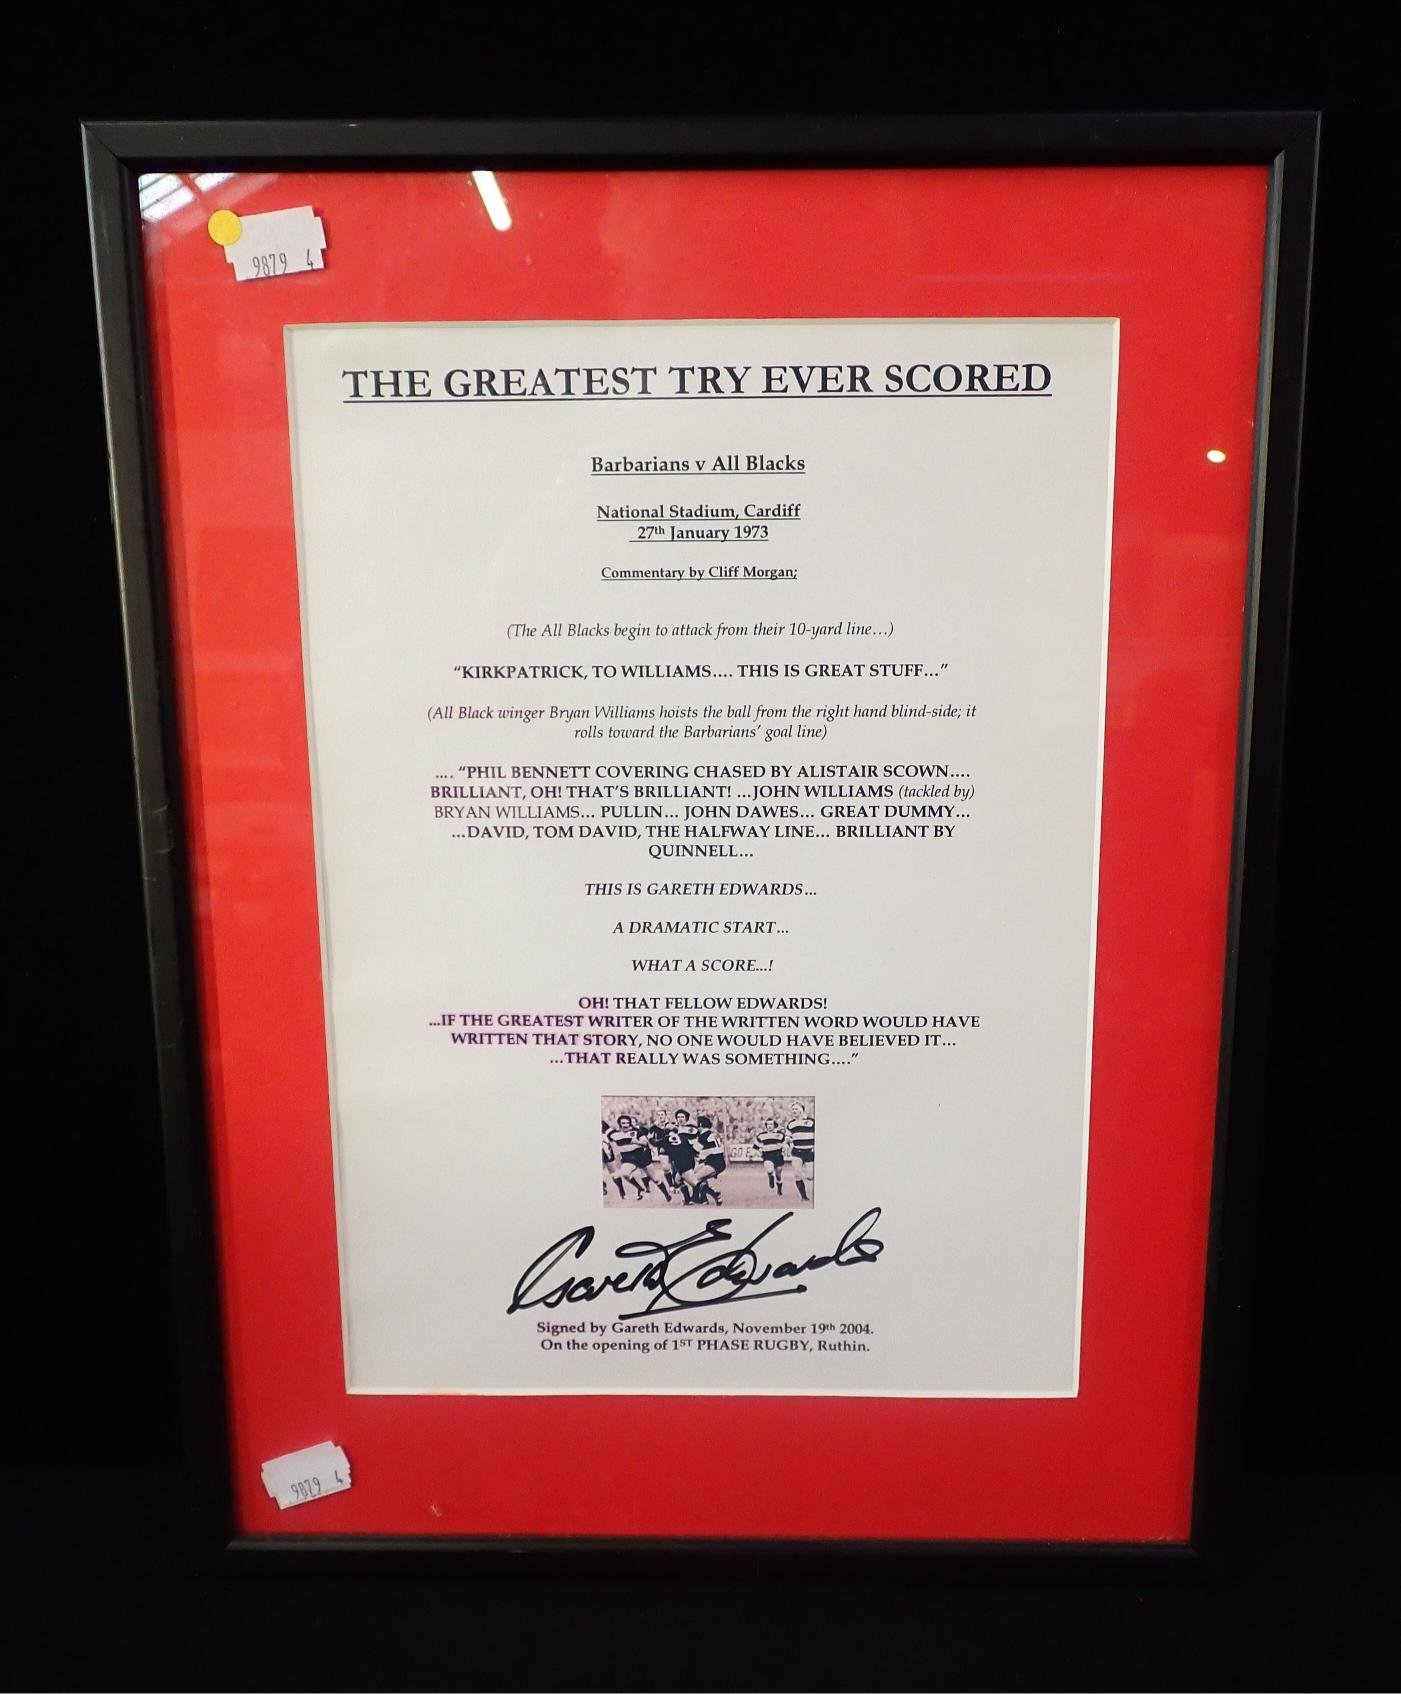 9879 4
THE GREATEST TRY EVER SCORED
Barbarians v All Blacks
National Stadium, Cardiff
27th January 1973
Commentary by Cliff Morgan;
(The All Blacks begin to attack from their 10-yard line…)
“KIRKPATRICK, TO WILLIAMS…. THIS IS GREAT STUFF…”
(All Black winger Bryan Williams hoists the ball from the right hand blind-side; it
rolls toward the Barbarians’ goal line)
…. “PHIL BENNETT COVERING CHASED BY ALISTAIR SCOWN….
BRILLIANT, OH! THAT’S BRILLIANT! …JOHN WILLIAMS (tackled by)
BRYAN WILLIAMS… PULLIN… JOHN DAWES… GREAT DUMMY…
…DAVID, TOM DAVID, THE HALFWAY LINE… BRILLIANT BY
QUINNELL…
THIS IS GARETH EDWARDS…
A DRAMATIC START…
WHAT A SCORE…!
OH! THAT FELLOW EDWARDS!
…IF THE GREATEST WRITER OF THE WRITTEN WORD WOULD HAVE
WRITTEN THAT STORY, NO ONE WOULD HAVE BELIEVED IT…
…THAT REALLY WAS SOMETHING….”
GO E
Gareth Edwards
Signed by Gareth Edwards, November 19th 2004.
On the opening of 1ST PHASE RUGBY, Ruthin.
9879 4